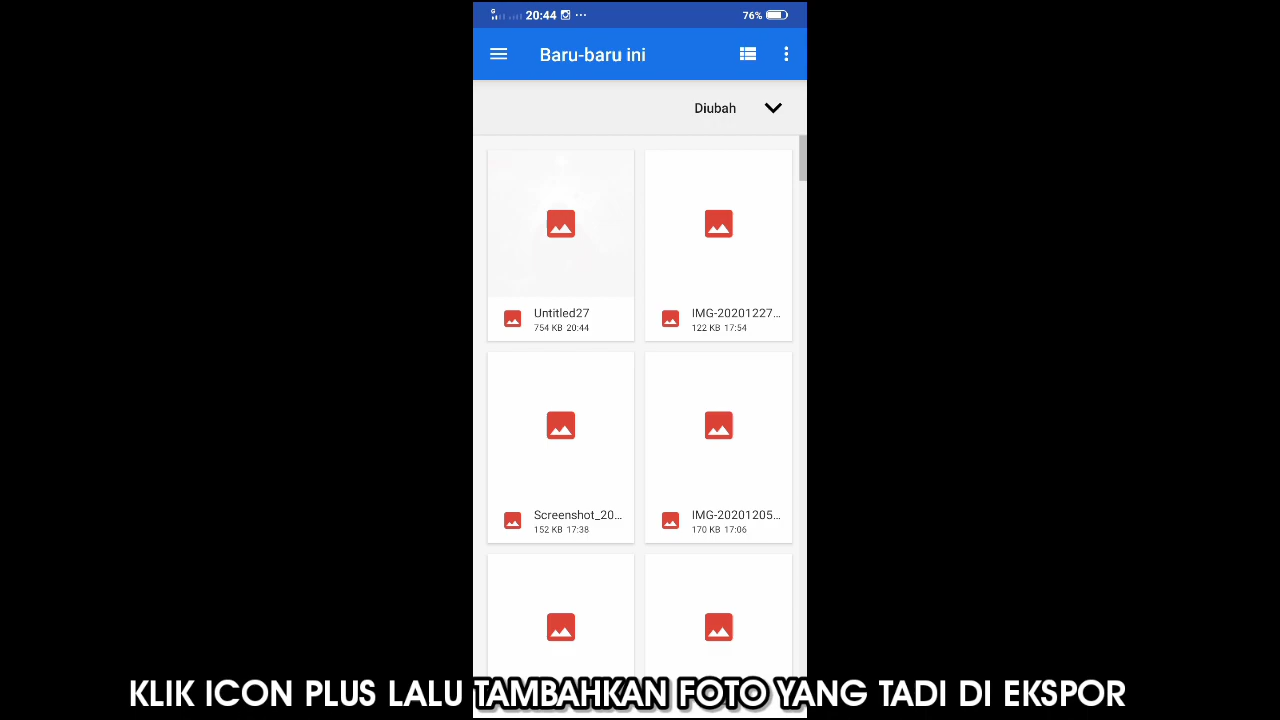 G 20:44 ... 76%
Baru-baru ini
Diubah
Untitled27
754 KB 20:44
IMG-20201227...
122 KB 17:54
Screenshot_20...
152 KB 17:38
IMG-20201205...
170 KB 17:06
KLIK ICON PLUS LALU TAMBAHKAN FOTO YANG TADI DI EKSPOR